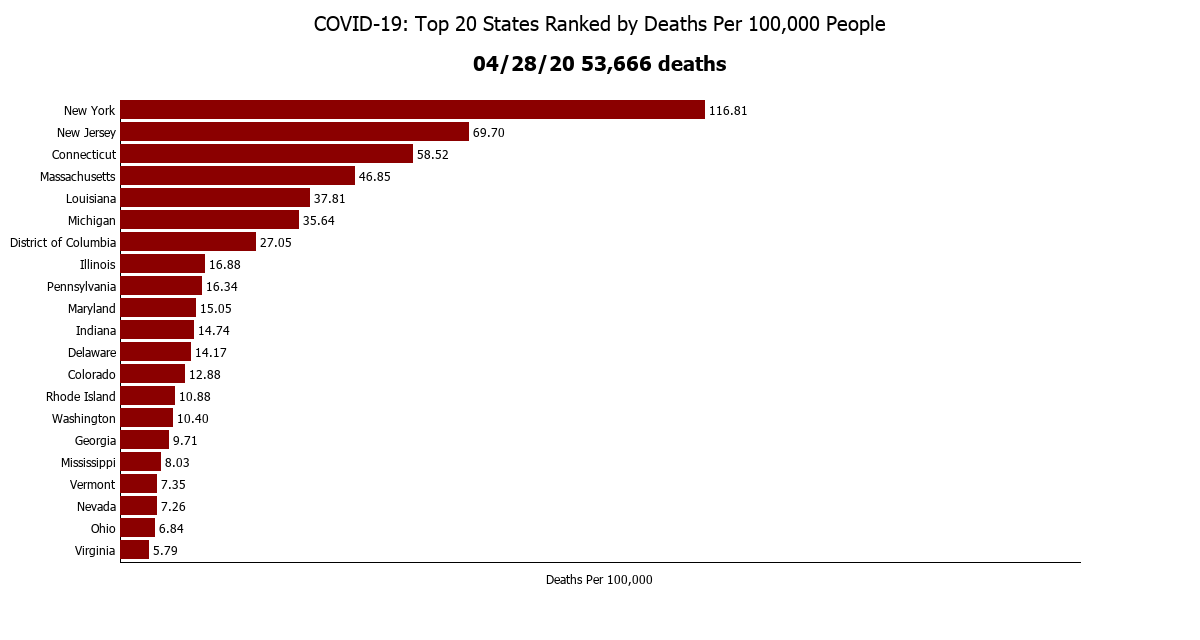 COVID-19: Top 20 States Ranked by Deaths Per 100,000 People
04/28/20 53,666 deaths
New York 116.81
New Jersey 69.70
Connecticut 58.52
Massachusetts 46.85
Louisiana 37.81
Michigan 35.64
District of Columbia 27.05
Illinois 16.88
Pennsylvania 16.34
Maryland 15.05
Indiana 14.74
Delaware 14.17
Colorado 12.88
Rhode Island 10.88
Washington 10.40
Georgia 9.71
Mississippi 8.03
Vermont 7.35
Nevada 7.26
Ohio 6.84
Virginia 5.79
Deaths Per 100,000